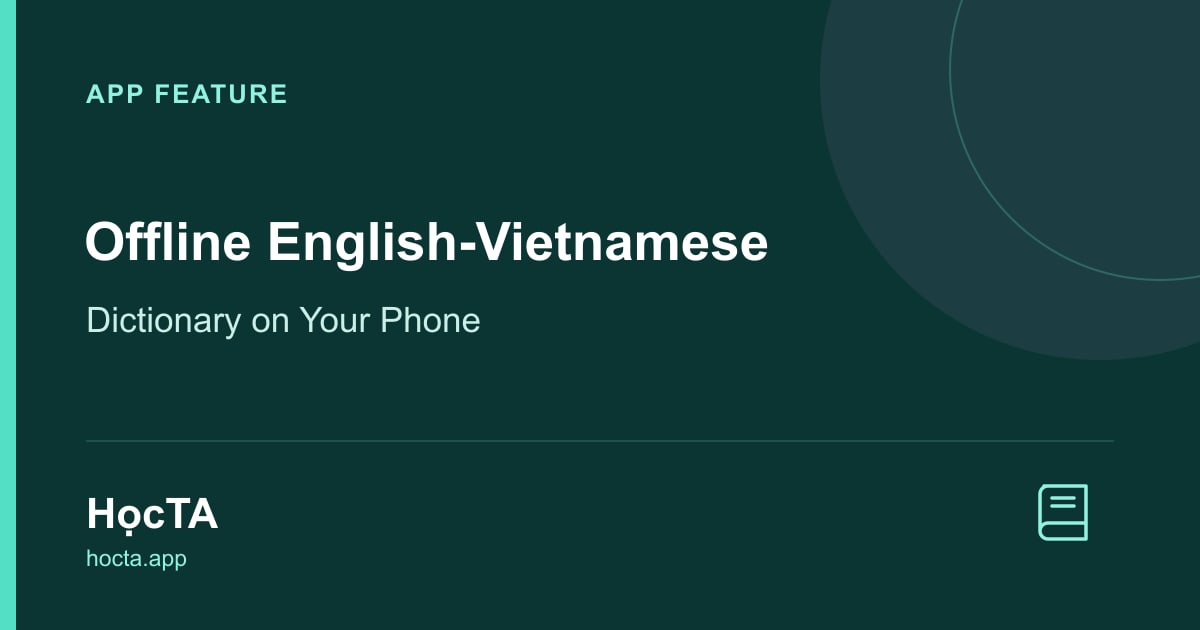 APP FEATURE
Offline English-Vietnamese
Dictionary on Your Phone
HọcTA
hocta.app